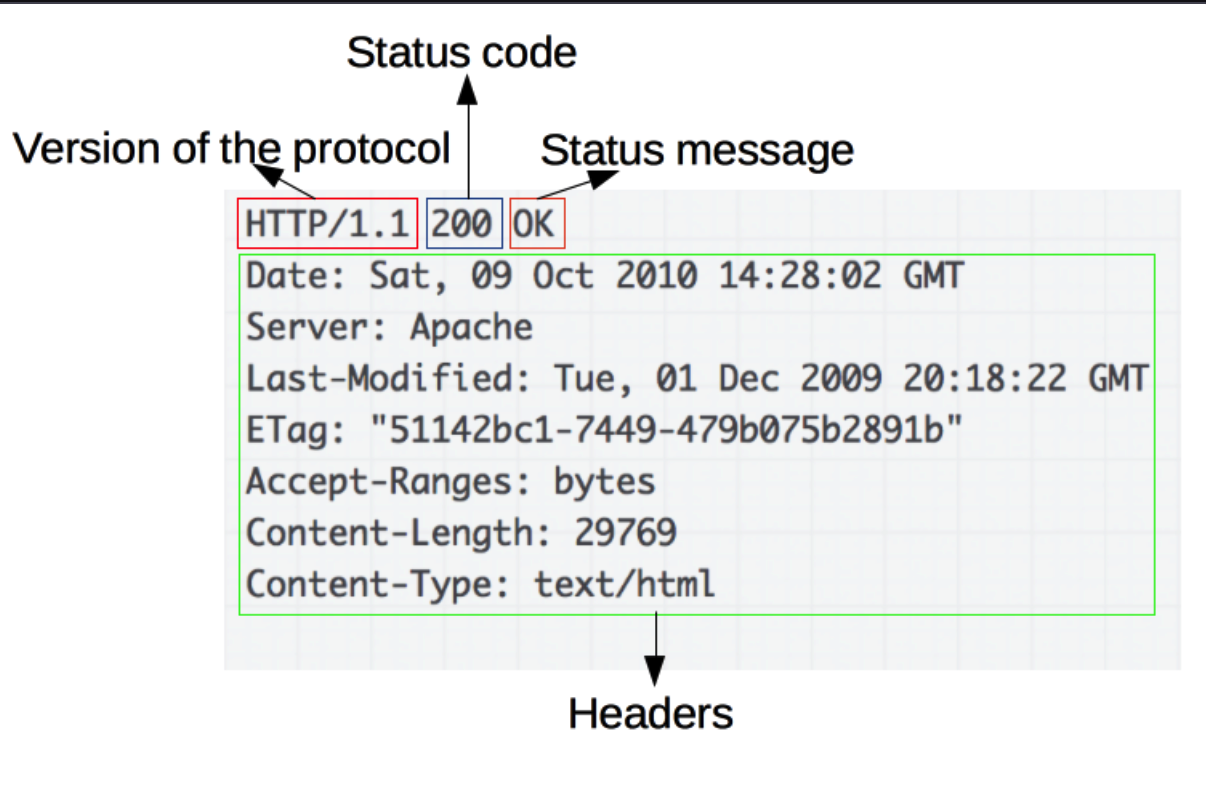 Status code
Version of the protocol
Status message
HTTP/1.1 200 OK
Date: Sat, 09 Oct 2010 14:28:02 GMT
Server: Apache
Last-Modified: Tue, 01 Dec 2009 20:18:22 GMT
ETag: "51142bc1-7449-479b075b2891b"
Accept-Ranges: bytes
Content-Length: 29769
Content-Type: text/html
Headers